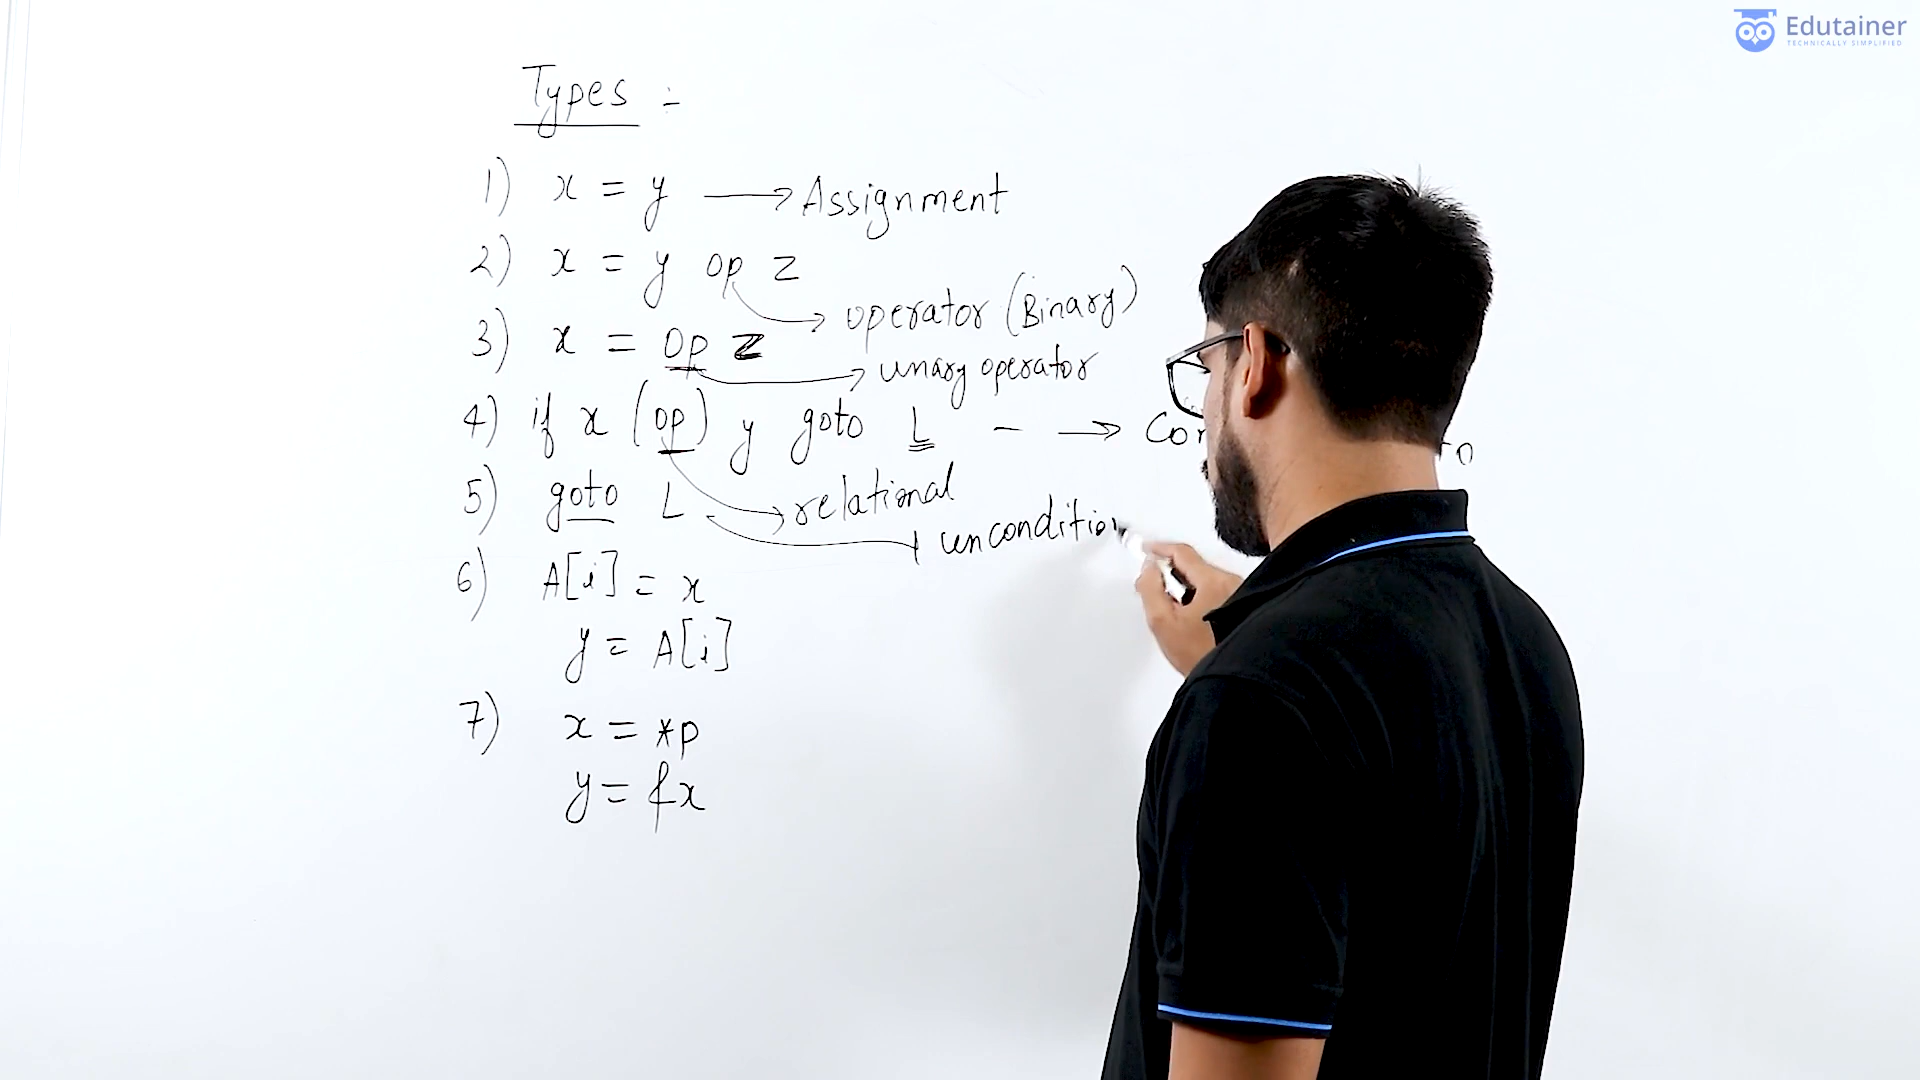 Edutainer
TECHNICALLY SIMPLIFIED
Types :-
1) x = y → Assignment
2) x = y op z
operator (Binary)
3) x = op z
unary operator
4) if x (op) y goto L - →
5) goto L
relational
unconditio
6) A[i] = x
y = A[i]
7) x = *p
y = &x